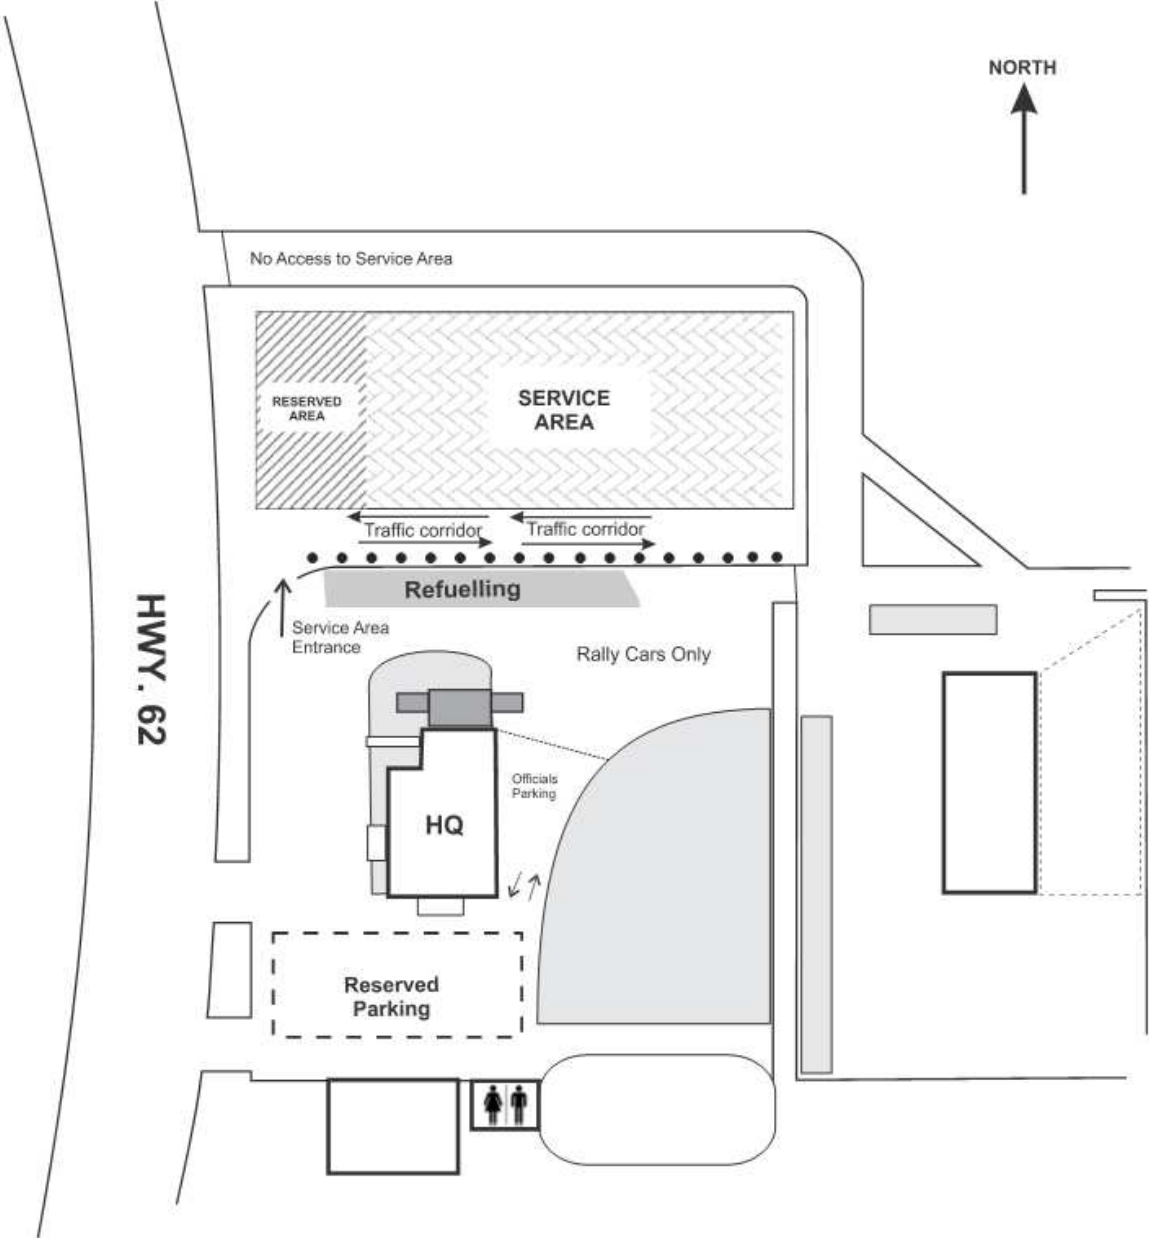 NORTH
No Access to Service Area
RESERVED
AREA
SERVICE
AREA
Traffic corridor
Traffic corridor
Refuelling
HWY. 62
Service Area
Entrance
Rally Cars Only
Officials
Parking
HQ
Reserved
Parking